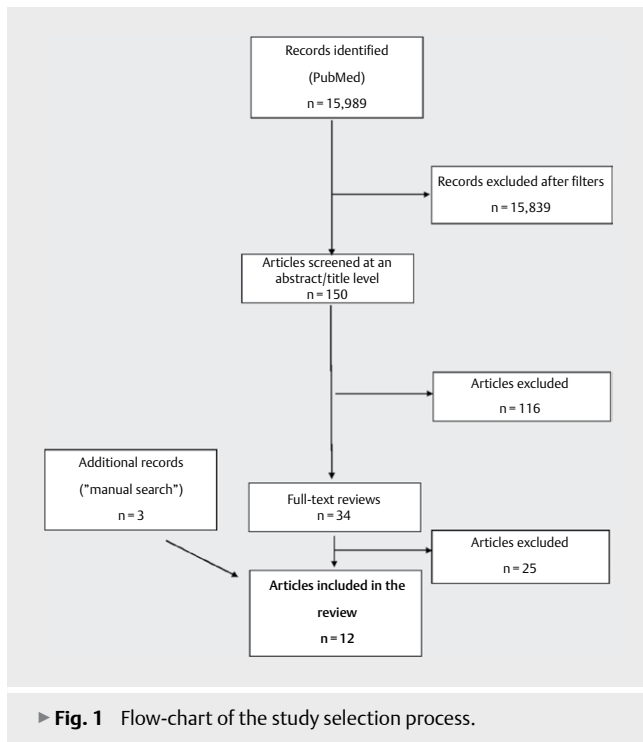 Records identified
(PubMed)
n = 15,989
Records excluded after filters
n = 15,839
Articles screened at an
abstract/title level
n = 150
Articles excluded
n = 116
Additional records
("manual search")
n = 3
Full-text reviews
n = 34
Articles excluded
n = 25
Articles included in the
review
n = 12
▶ Fig. 1 Flow-chart of the study selection process.